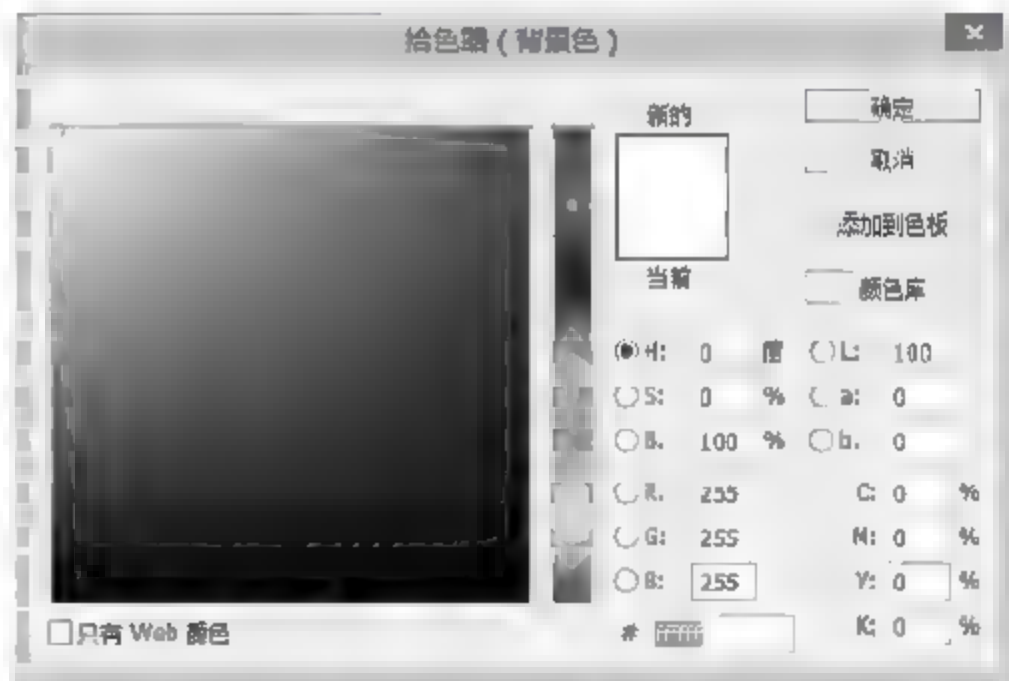 拾色器 ( 背景色 )
新的
确定
取消
添加到色板
当前
颜色库
H: 0 度 L: 100
S: 0 % a: 0
B: 100 % b: 0
R: 255 C: 0 %
G: 255 M: 0 %
B: 255 Y: 0 %
只有 Web 颜色
# ffffff K: 0 %